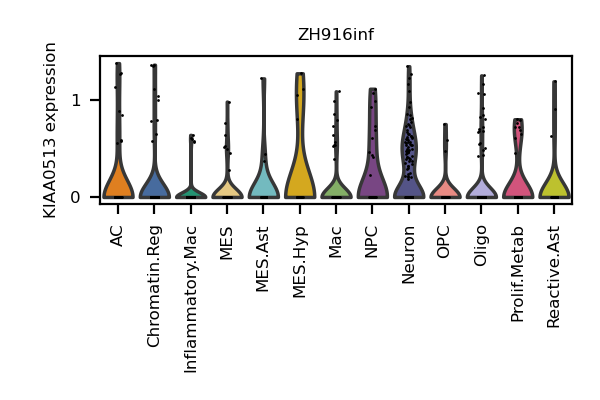 ZH916inf
KIAA0513 expression
1
0
AC
Chromatin.Reg
Inflammatory.Mac
MES
MES.Ast
MES.Hyp
Mac
NPC
Neuron
OPC
Oligo
Prolif.Metab
Reactive.Ast